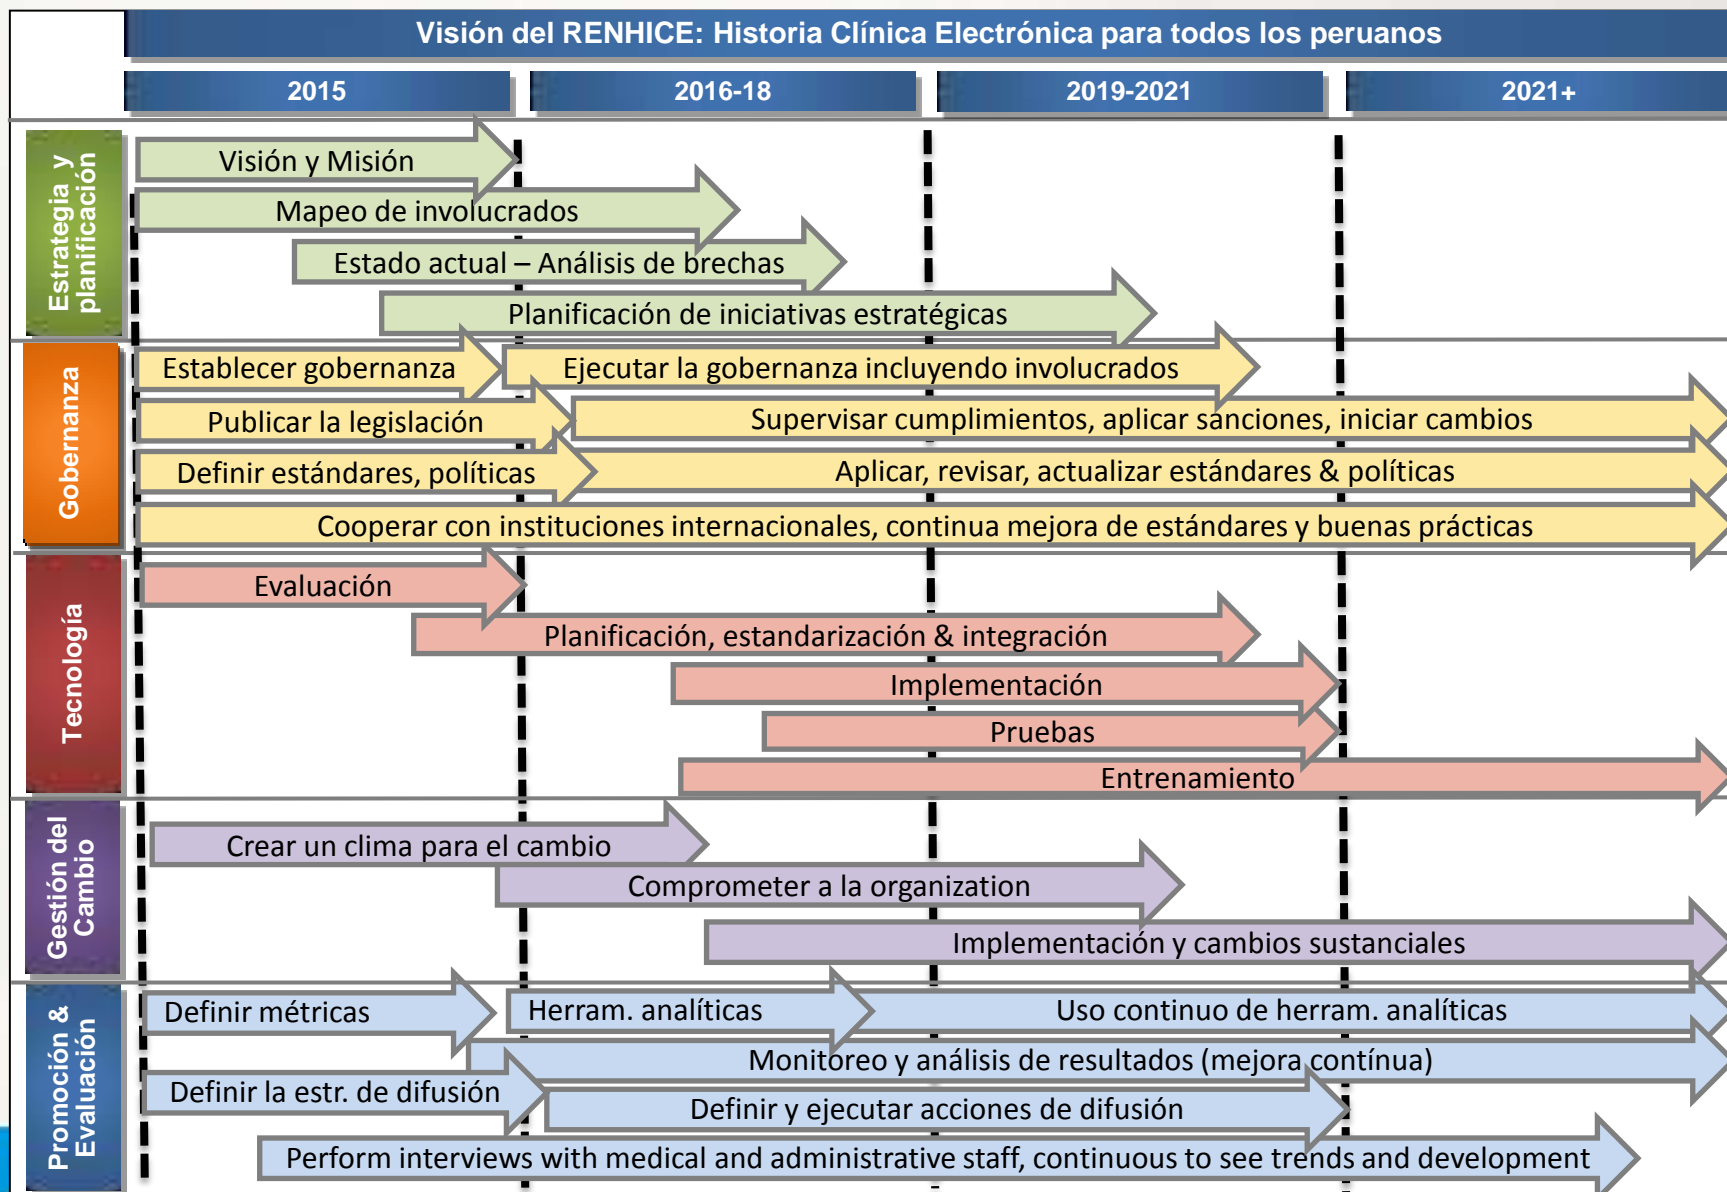 Visión del RENHICE: Historia Clínica Electrónica para todos los peruanos
2015
2016-18
2019-2021
2021+
Estrategia y
planificación
Visión y Misión
Mapeo de involucrados
Estado actual – Análisis de brechas
Planificación de iniciativas estratégicas
Gobernanza
Establecer gobernanza
Ejecutar la gobernanza incluyendo involucrados
Publicar la legislación
Supervisar cumplimientos, aplicar sanciones, iniciar cambios
Definir estándares, políticas
Aplicar, revisar, actualizar estándares & políticas
Cooperar con instituciones internacionales, continua mejora de estándares y buenas prácticas
Tecnología
Evaluación
Planificación, estandarización & integración
Implementación
Pruebas
Entrenamiento
Gestión del
Cambio
Crear un clima para el cambio
Comprometer a la organization
Implementación y cambios sustanciales
Promoción &
Evaluación
Definir métricas
Herram. analíticas
Uso continuo de herram. analíticas
Monitoreo y análisis de resultados (mejora contínua)
Definir la estr. de difusión
Definir y ejecutar acciones de difusión
Perform interviews with medical and administrative staff, continuous to see trends and development